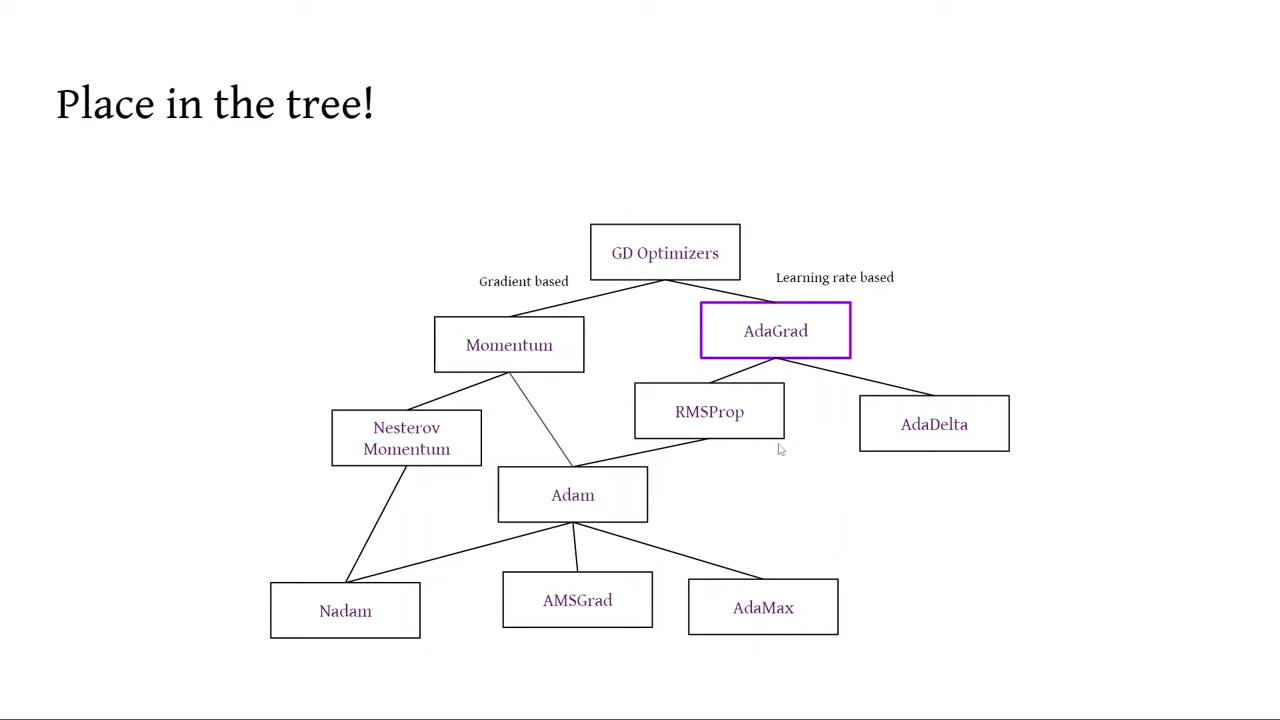 Place in the tree!
GD Optimizers
Gradient based
Learning rate based
Momentum
AdaGrad
RMSProp
AdaDelta
Nesterov
Momentum
Adam
Nadam
AMSGrad
AdaMax